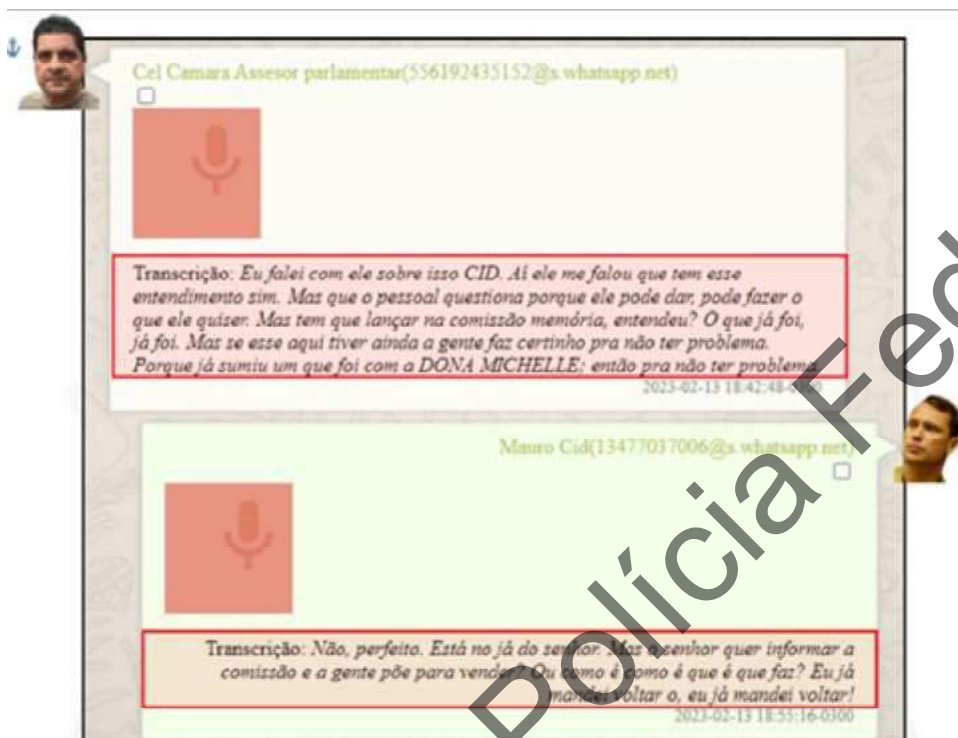 Cel Camara Assesor parlamentar(556192435152@s.whatsapp.net)
Transcrição: Eu falei com ele sobre isso CID. Aí ele me falou que tem esse
entendimento sim. Mas que o pessoal questiona porque ele pode dar, pode fazer o
que ele quiser. Mas tem que lançar na comissão memória, entendeu? O que já foi,
já foi. Mas se esse aqui tiver ainda a gente faz certinho pra não ter problema.
Porque já sumiu um que foi com a DONA MICHELLE; então pra não ter problema
2023-02-13 18:42:48-0300
Mauro Cid(13477037006@s.whatsapp.net)
Transcrição: Não, perfeito. Está no já do senhor. Mas o senhor quer informar a
comissão e a gente põe para vender? Ou como é como é que é que faz? Eu já
mandei voltar o, eu já mandei voltar!
2023-02-13 18:55:16-0300
Polícia Fed